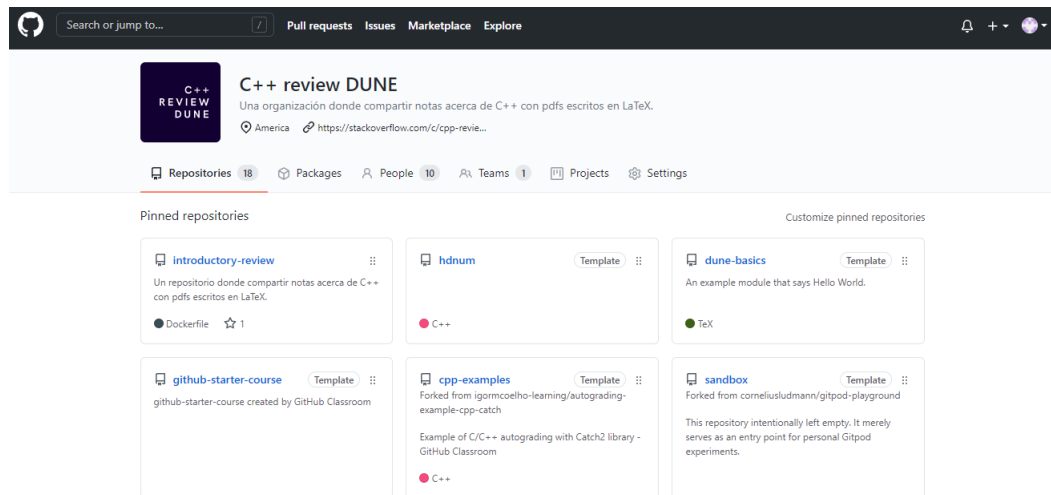 Search or jump to... /
Pull requests Issues Marketplace Explore
C++
REVIEW
DUNE
C++ review DUNE
Una organización donde compartir notas acerca de C++ con pdfs escritos en LaTeX.
America https://stackoverflow.com/c/cpp-revie...
Repositories 18 Packages People 10 Teams 1 Projects Settings
Pinned repositories
Customize pinned repositories
introductory-review
Un repositorio donde compartir notas acerca de C++
con pdfs escritos en LaTeX.
Dockerfile 1
hdnum Template
C++
dune-basics Template
An example module that says Hello World.
TeX
github-starter-course Template
github-starter-course created by GitHub Classroom
cpp-examples Template
Forked from igormcoelho-learning/autograding-
example-cpp-catch
Example of C/C++ autograding with Catch2 library -
GitHub Classroom
C++
sandbox Template
Forked from corneliusludmann/gitpod-playground
This repository intentionally left empty. It merely
serves as an entry point for personal Gitpod
experiments.